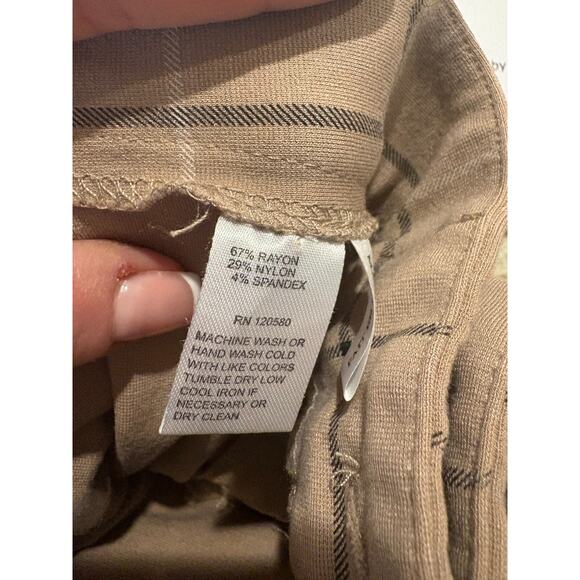 67% RAYON
29% NYLON
4% SPANDEX
RN 120580
MACHINE WASH OR
HAND WASH COLD
WITH LIKE COLORS
TUMBLE DRY LOW
COOL IRON IF
NECESSARY OR
DRY CLEAN
by